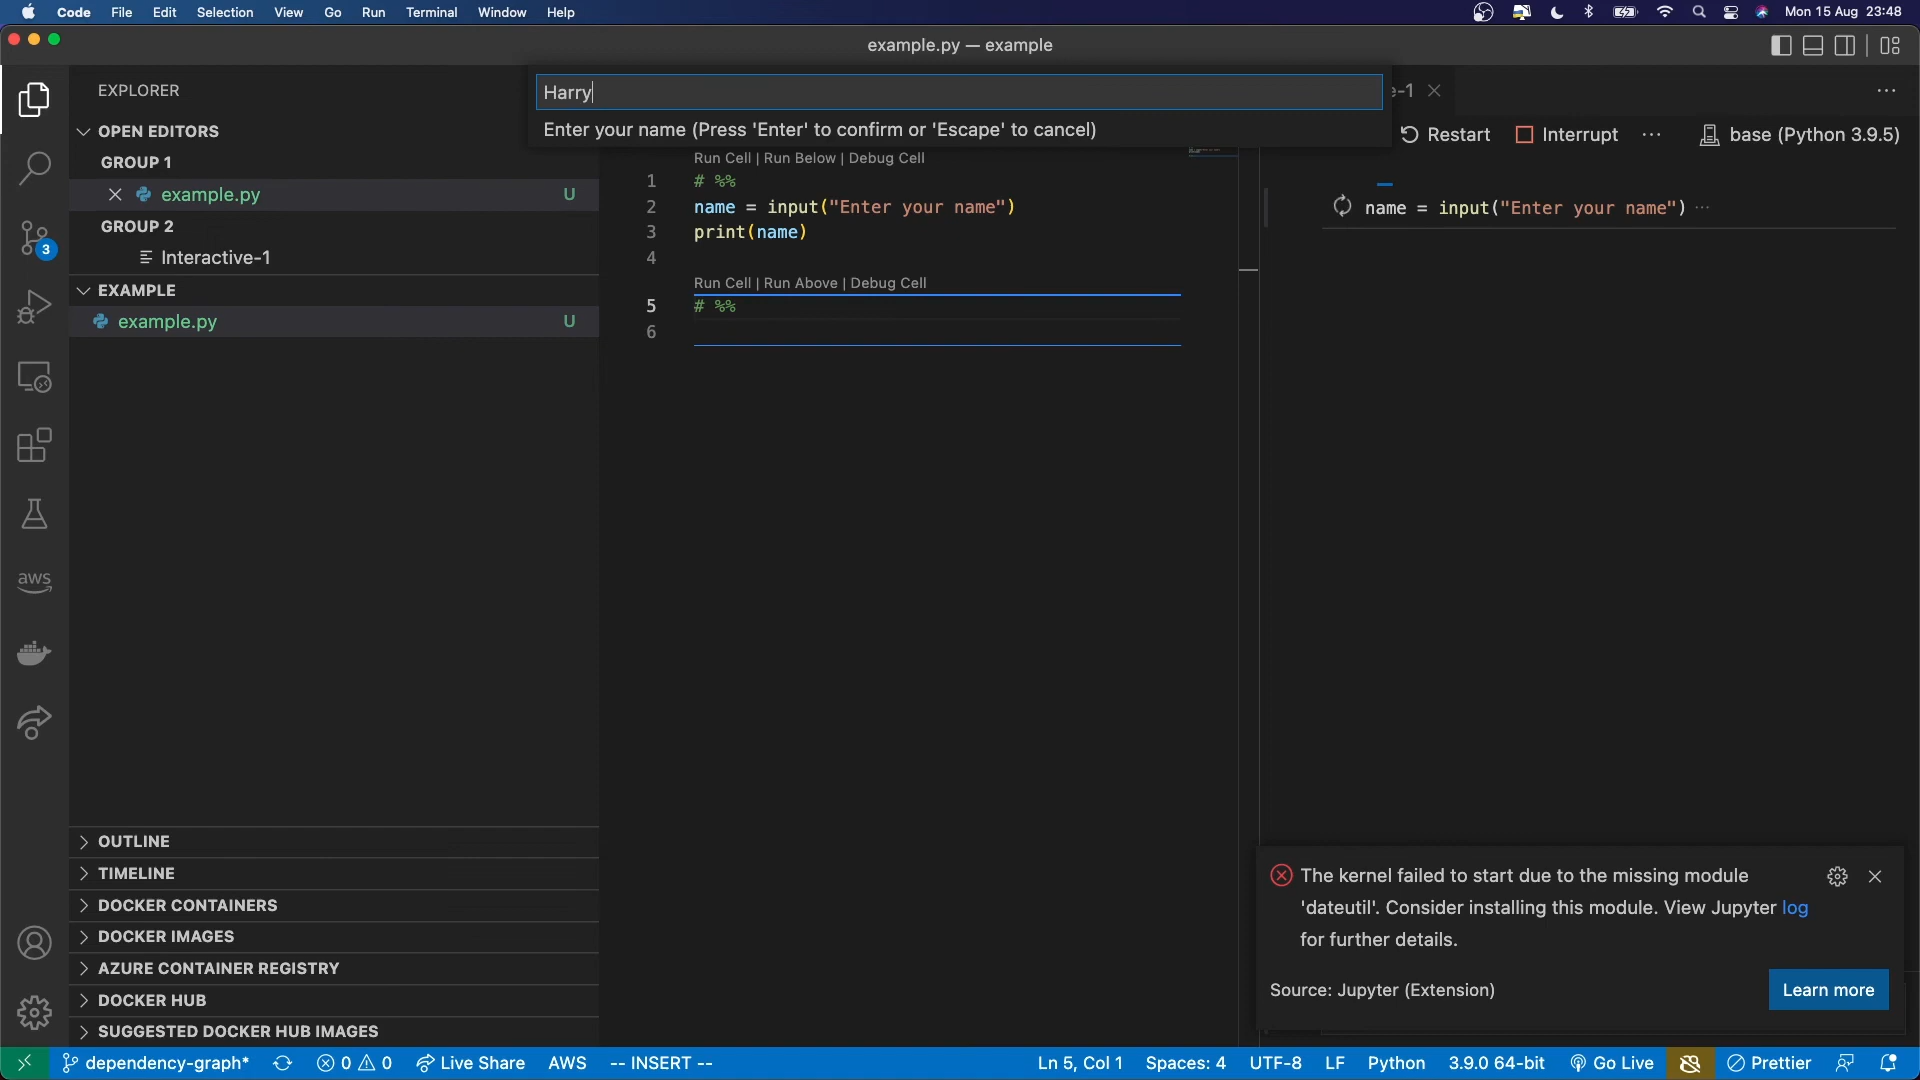 Code File Edit Selection View Go Run Terminal Window Help Mon 15 Aug 23:48
example.py — example
EXPLORER
OPEN EDITORS
GROUP 1
example.py U
GROUP 2
Interactive-1
EXAMPLE
example.py U
OUTLINE
TIMELINE
DOCKER CONTAINERS
DOCKER IMAGES
AZURE CONTAINER REGISTRY
DOCKER HUB
SUGGESTED DOCKER HUB IMAGES
3
aws
Harry
Enter your name (Press 'Enter' to confirm or 'Escape' to cancel)
Run Cell | Run Below | Debug Cell
1 # %%
2 name = input("Enter your name")
3 print(name)
4
Run Cell | Run Above | Debug Cell
5 # %%
6
e-1
Restart Interrupt ··· base (Python 3.9.5)
name = input("Enter your name") ···
The kernel failed to start due to the missing module
'dateutil'. Consider installing this module. View Jupyter log
for further details.
Source: Jupyter (Extension)
Learn more
dependency-graph* 0 0 Live Share AWS -- INSERT -- Ln 5, Col 1 Spaces: 4 UTF-8 LF Python 3.9.0 64-bit Go Live Prettier